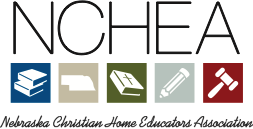 NCHEA
Nebraska Christian Home Educators Association